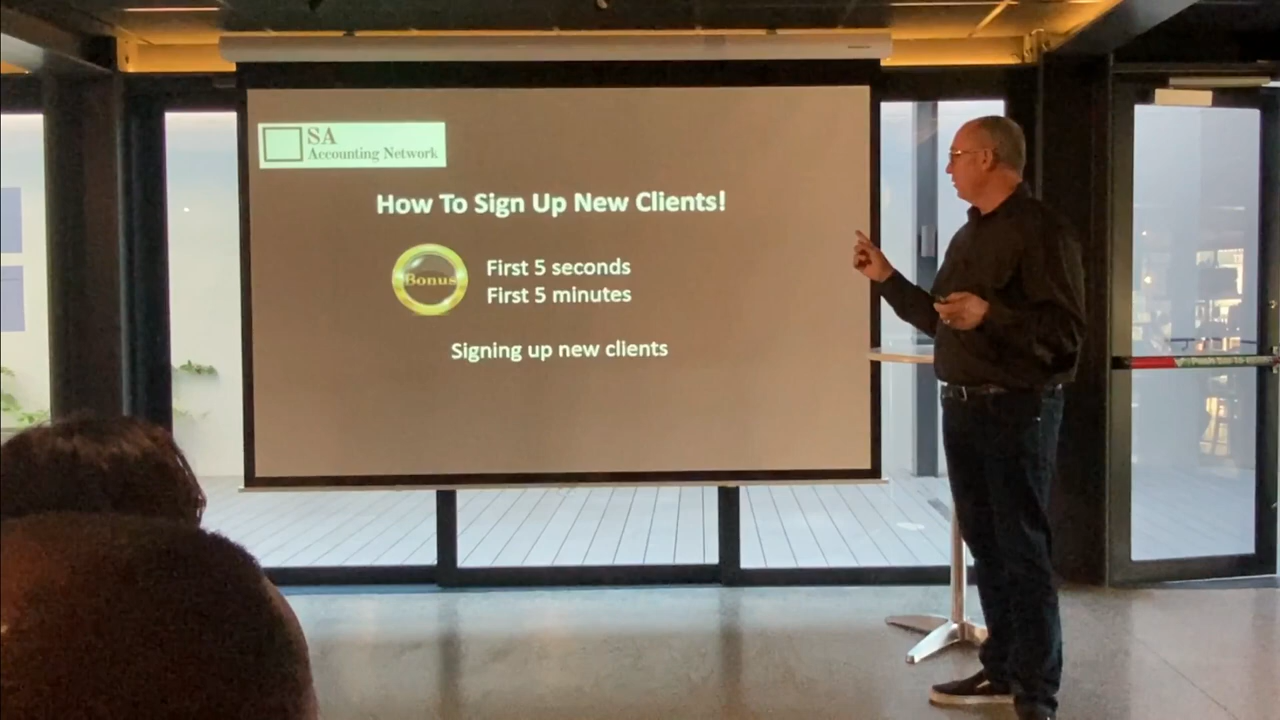 SA
Accounting Network
How To Sign Up New Clients!
Bonus
First 5 seconds
First 5 minutes
Signing up new clients